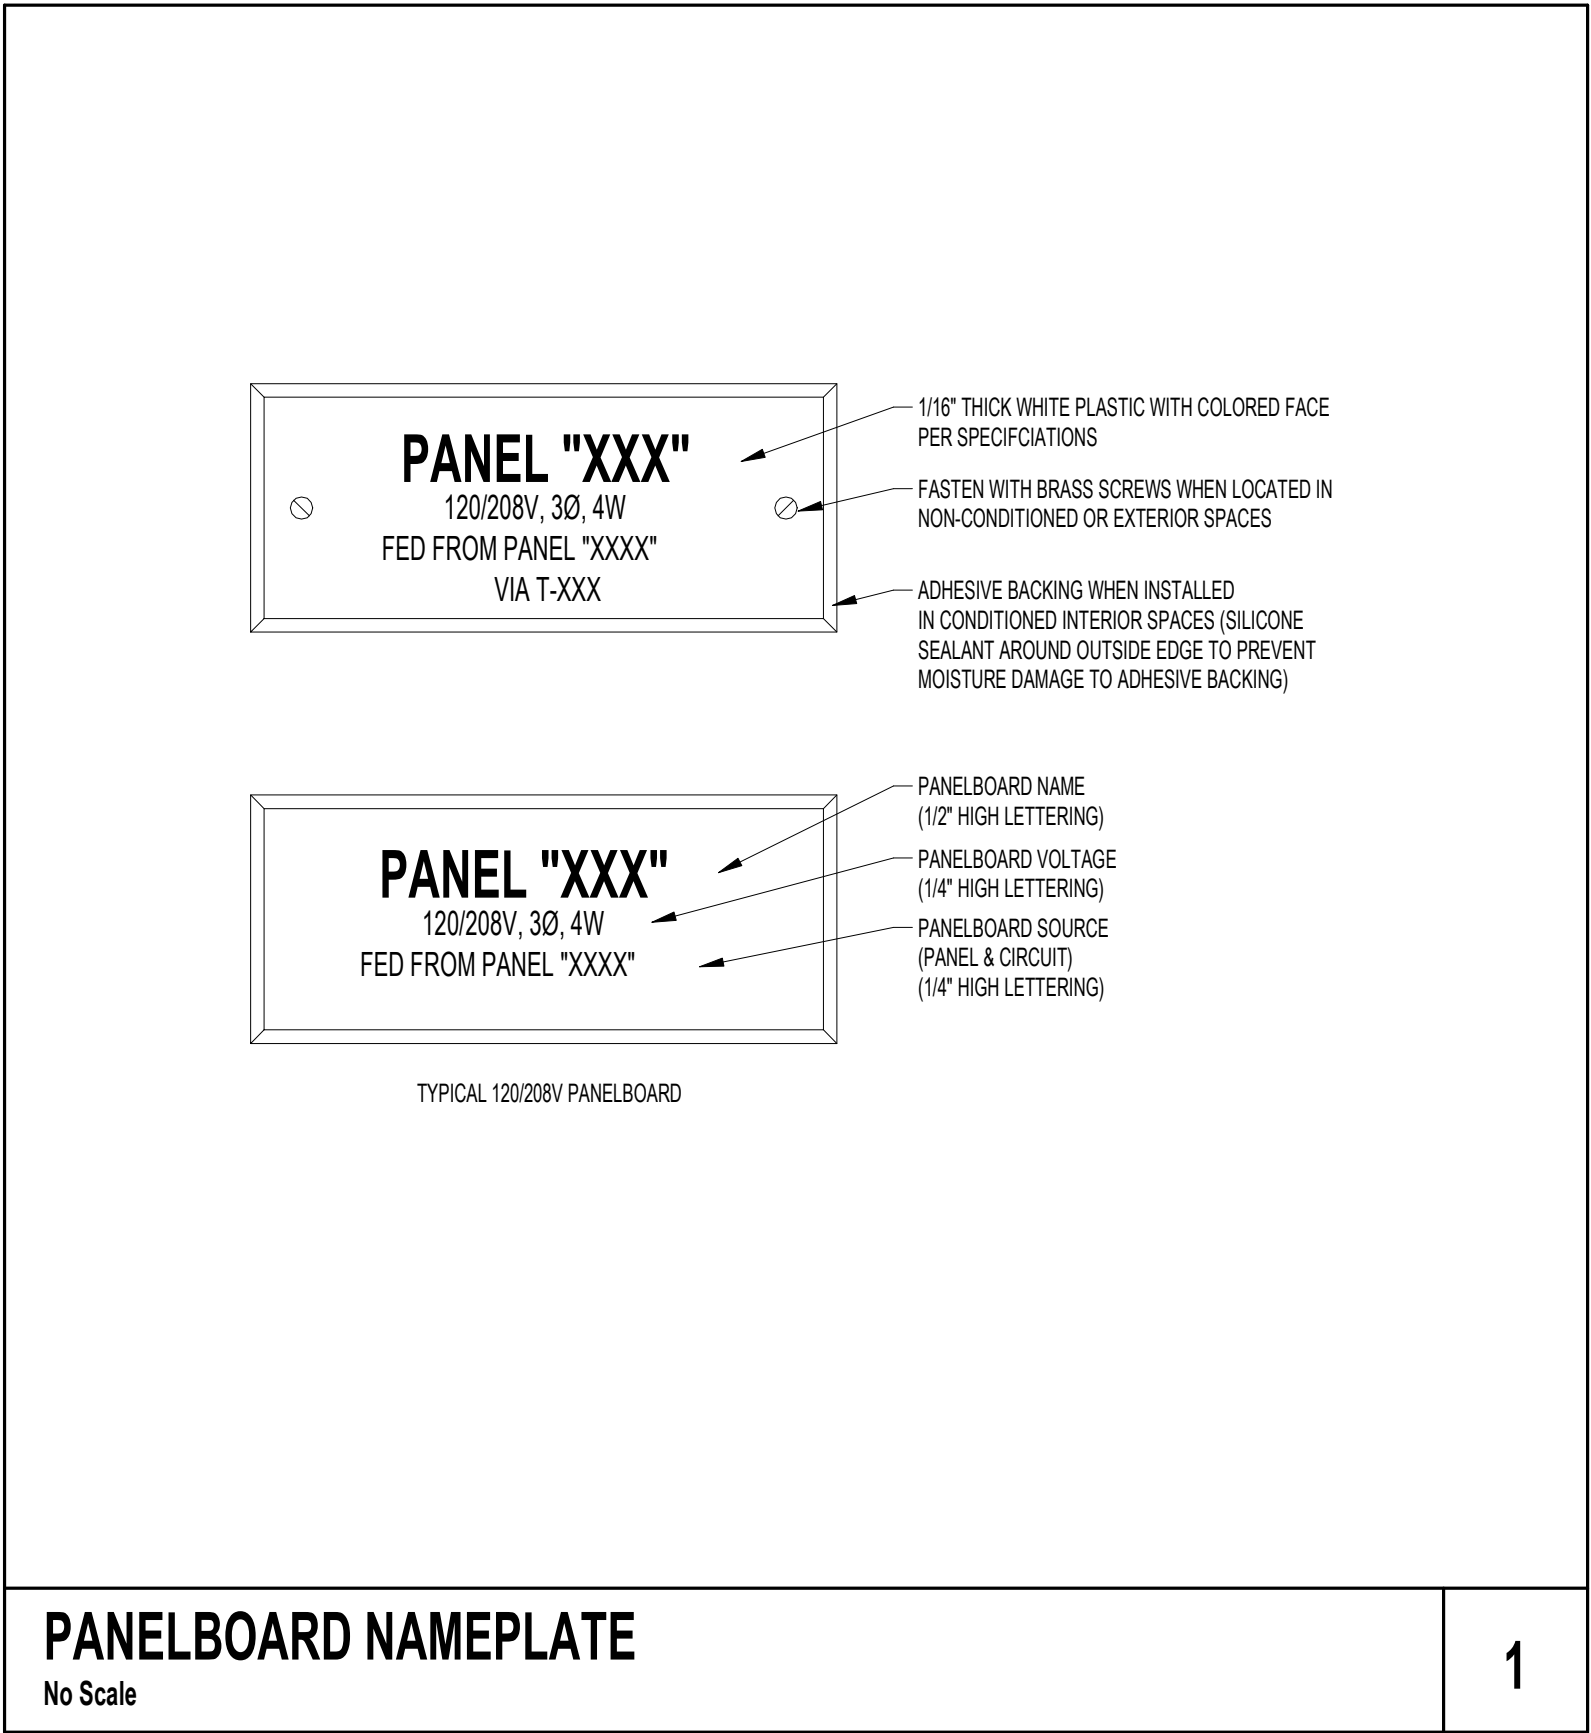 PANEL "XXX"
120/208V, 3Ø, 4W
FED FROM PANEL "XXXX"
VIA T-XXX
1/16" THICK WHITE PLASTIC WITH COLORED FACE
PER SPECIFCIATIONS
FASTEN WITH BRASS SCREWS WHEN LOCATED IN
NON-CONDITIONED OR EXTERIOR SPACES
ADHESIVE BACKING WHEN INSTALLED
IN CONDITIONED INTERIOR SPACES (SILICONE
SEALANT AROUND OUTSIDE EDGE TO PREVENT
MOISTURE DAMAGE TO ADHESIVE BACKING)
PANEL "XXX"
120/208V, 3Ø, 4W
FED FROM PANEL "XXXX"
PANELBOARD NAME
(1/2" HIGH LETTERING)
PANELBOARD VOLTAGE
(1/4" HIGH LETTERING)
PANELBOARD SOURCE
(PANEL & CIRCUIT)
(1/4" HIGH LETTERING)
TYPICAL 120/208V PANELBOARD
PANELBOARD NAMEPLATE
No Scale
1